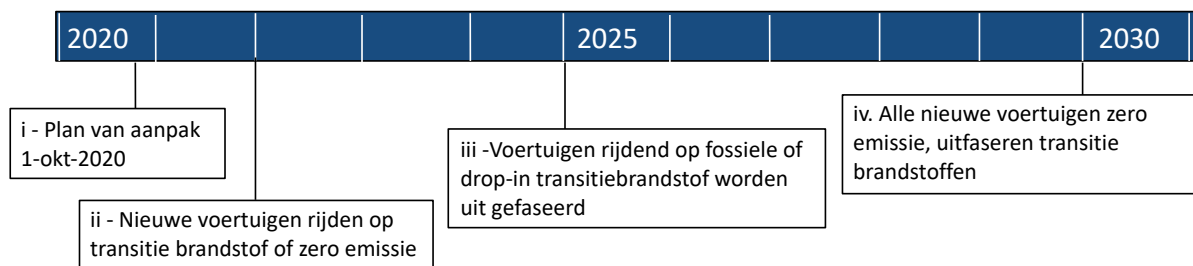 2020
2025
2030
i - Plan van aanpak
1-okt-2020
ii - Nieuwe voertuigen rijden op
transitie brandstof of zero emissie
iii -Voertuigen rijdend op fossiele of
drop-in transitiebrandstof worden
uit gefaseerd
iv. Alle nieuwe voertuigen zero
emissie, uitfaseren transitie
brandstoffen